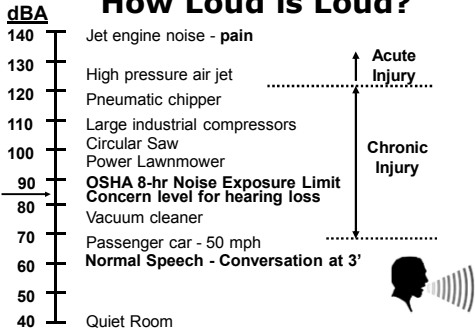 How Loud is Loud?
dBA
140 Jet engine noise - pain
130
High pressure air jet
Acute
Injury
120
Pneumatic chipper
110 Large industrial compressors
Circular Saw
100
Power Lawnmower
Chronic
Injury
90 OSHA 8-hr Noise Exposure Limit
Concern level for hearing loss
80
Vacuum cleaner
70
Passenger car - 50 mph
60 Normal Speech - Conversation at 3'
50
40 Quiet Room